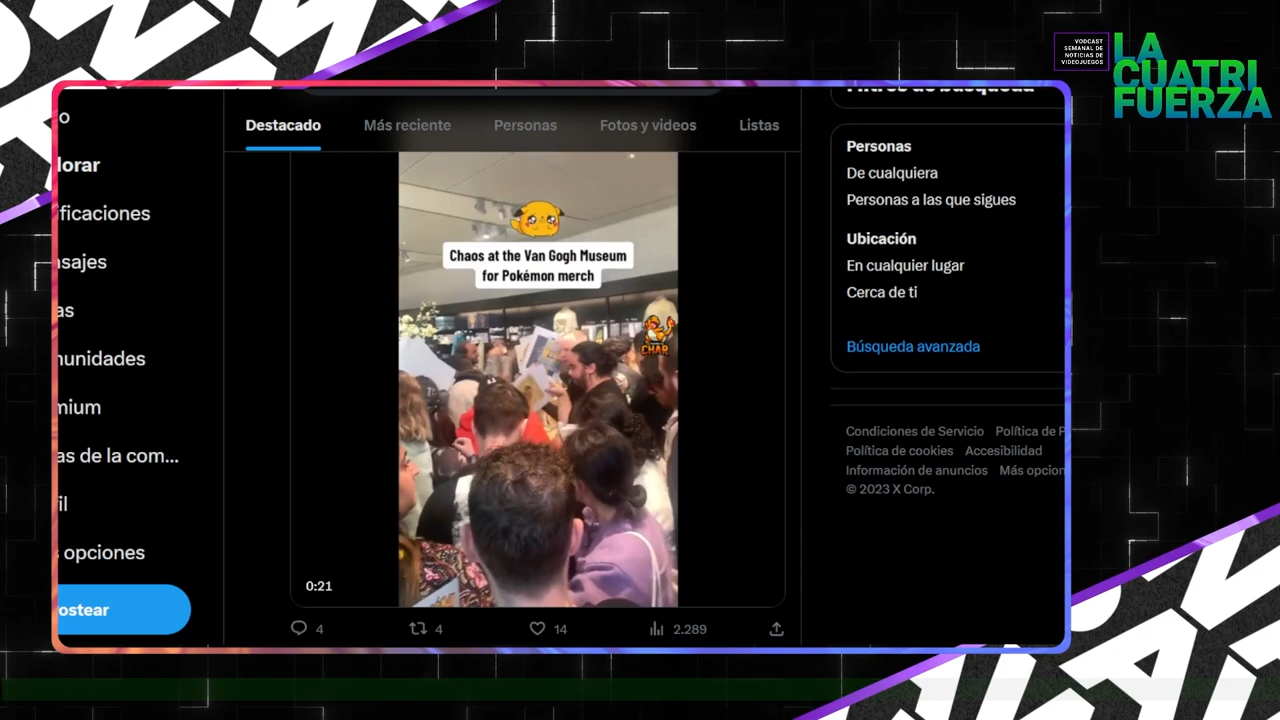 VODCAST
SEMANAL DE
NOTICIAS DE
VIDEOJUEGOS
LA
CUATRI
FUERZA
o
lorar
ificaciones
nsajes
as
nunidades
mium
as de la com...
il
s opciones
ostear
Destacado
Más reciente
Personas
Fotos y videos
Listas
Chaos at the Van Gogh Museum
for Pokémon merch
CHAR
0:21
4
4
14
2.289
Filtros de búsqueda
Personas
De cualquiera
Personas a las que sigues
Ubicación
En cualquier lugar
Cerca de ti
Búsqueda avanzada
Condiciones de Servicio Política de P
Política de cookies Accesibilidad
Información de anuncios Más opcion
© 2023 X Corp.